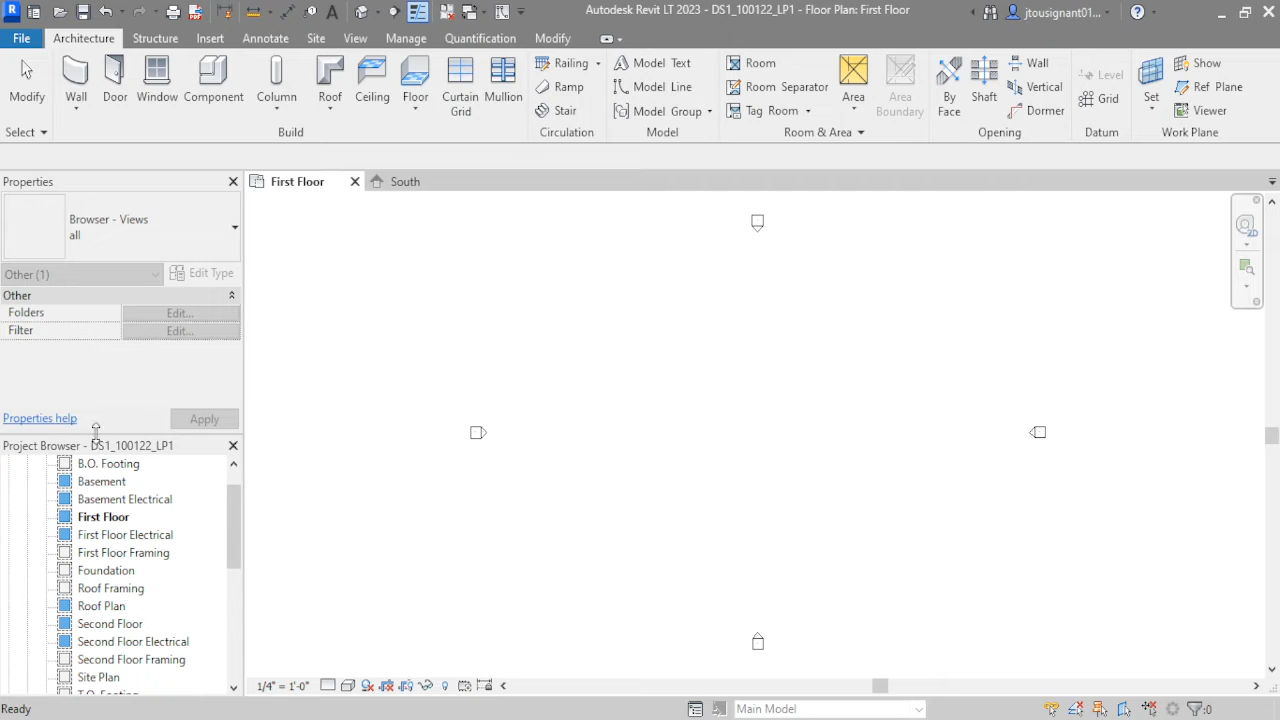 Autodesk Revit LT 2023 - DS1_100122_LP1 - Floor Plan: First Floor
jtousignant01...
File Architecture Structure Insert Annotate Site View Manage Quantification Modify
Modify Wall Door Window Component Column Roof Ceiling Floor Curtain Grid Mullion
Railing
Ramp
Stair
Model Text
Model Line
Model Group
Room
Room Separator
Tag Room
Area
Area Boundary
By Face
Shaft
Wall
Vertical
Dormer
Level
Grid
Set
Show
Ref Plane
Viewer
Select Build Circulation Model Room & Area Opening Datum Work Plane
Properties
First Floor South
Browser - Views
all
Other (1) Edit Type
Other
Folders Edit...
Filter Edit...
Properties help Apply
Project Browser - DS1_100122_LP1
B.O. Footing
Basement
Basement Electrical
First Floor
First Floor Electrical
First Floor Framing
Foundation
Roof Framing
Roof Plan
Second Floor
Second Floor Electrical
Second Floor Framing
Site Plan
T.O. Footing
2D
1/4" = 1'-0"
Ready
Main Model
:0